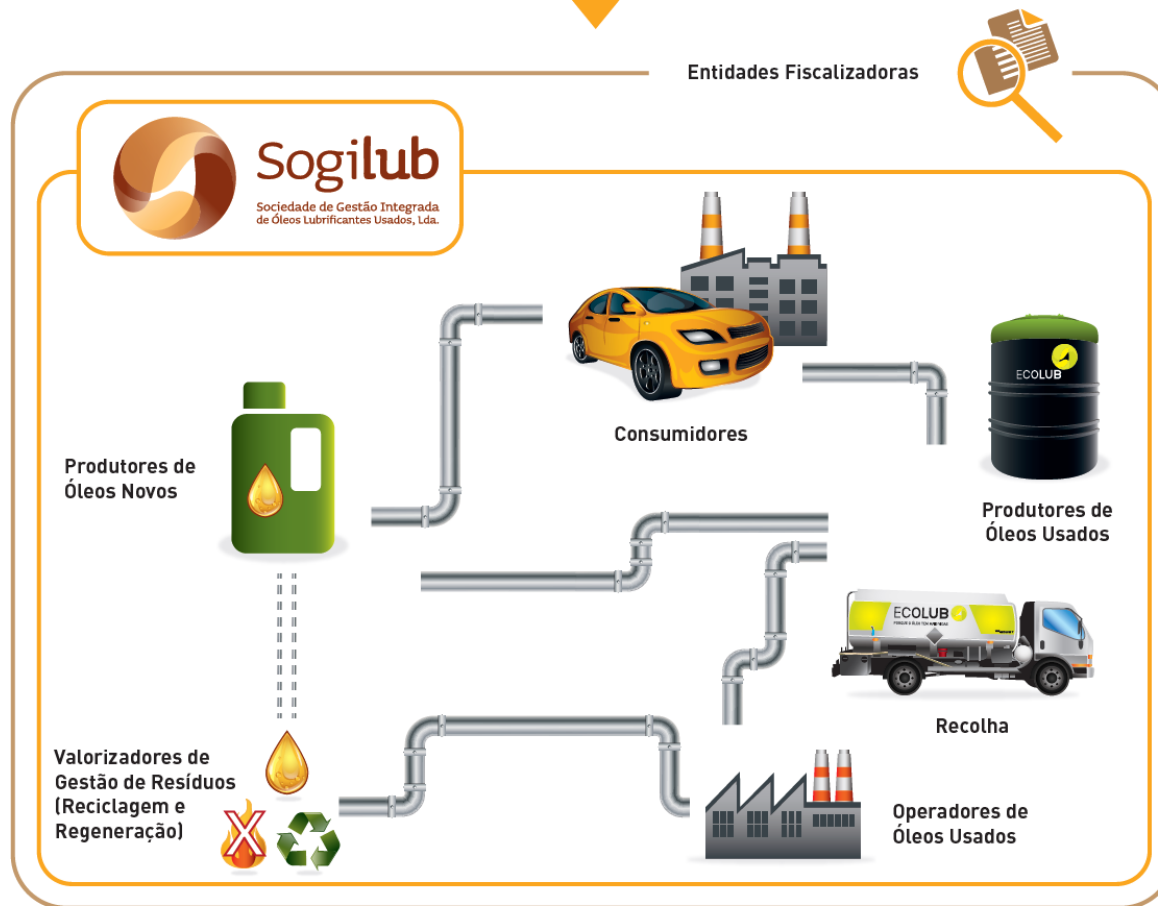 Entidades Fiscalizadoras
Sogilub
Sociedade de Gestão Integrada
de Óleos Lubrificantes Usados, Lda.
Consumidores
ECOLUB
Produtores de
Óleos Novos
Produtores de
Óleos Usados
ECOLUB
Recolha
Valorizadores de
Gestão de Resíduos
(Reciclagem e
Regeneração)
Operadores de
Óleos Usados